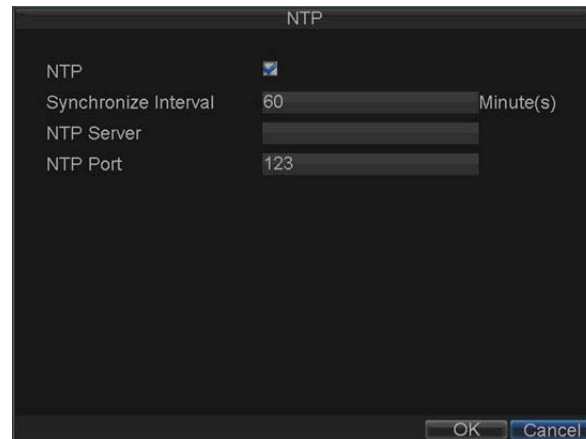 NTP
NTP
Synchronize Interval 60 Minute(s)
NTP Server
NTP Port 123
OK Cancel